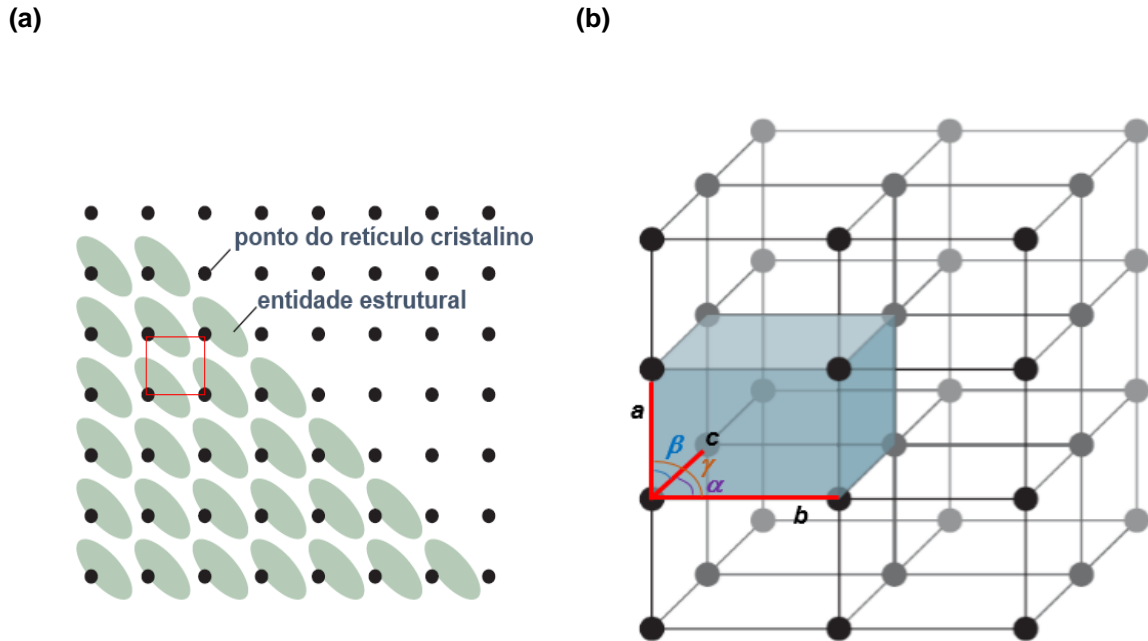 (a)
(b)
ponto do retículo cristalino
entidade estrutural
a
β
c
γ
α
b